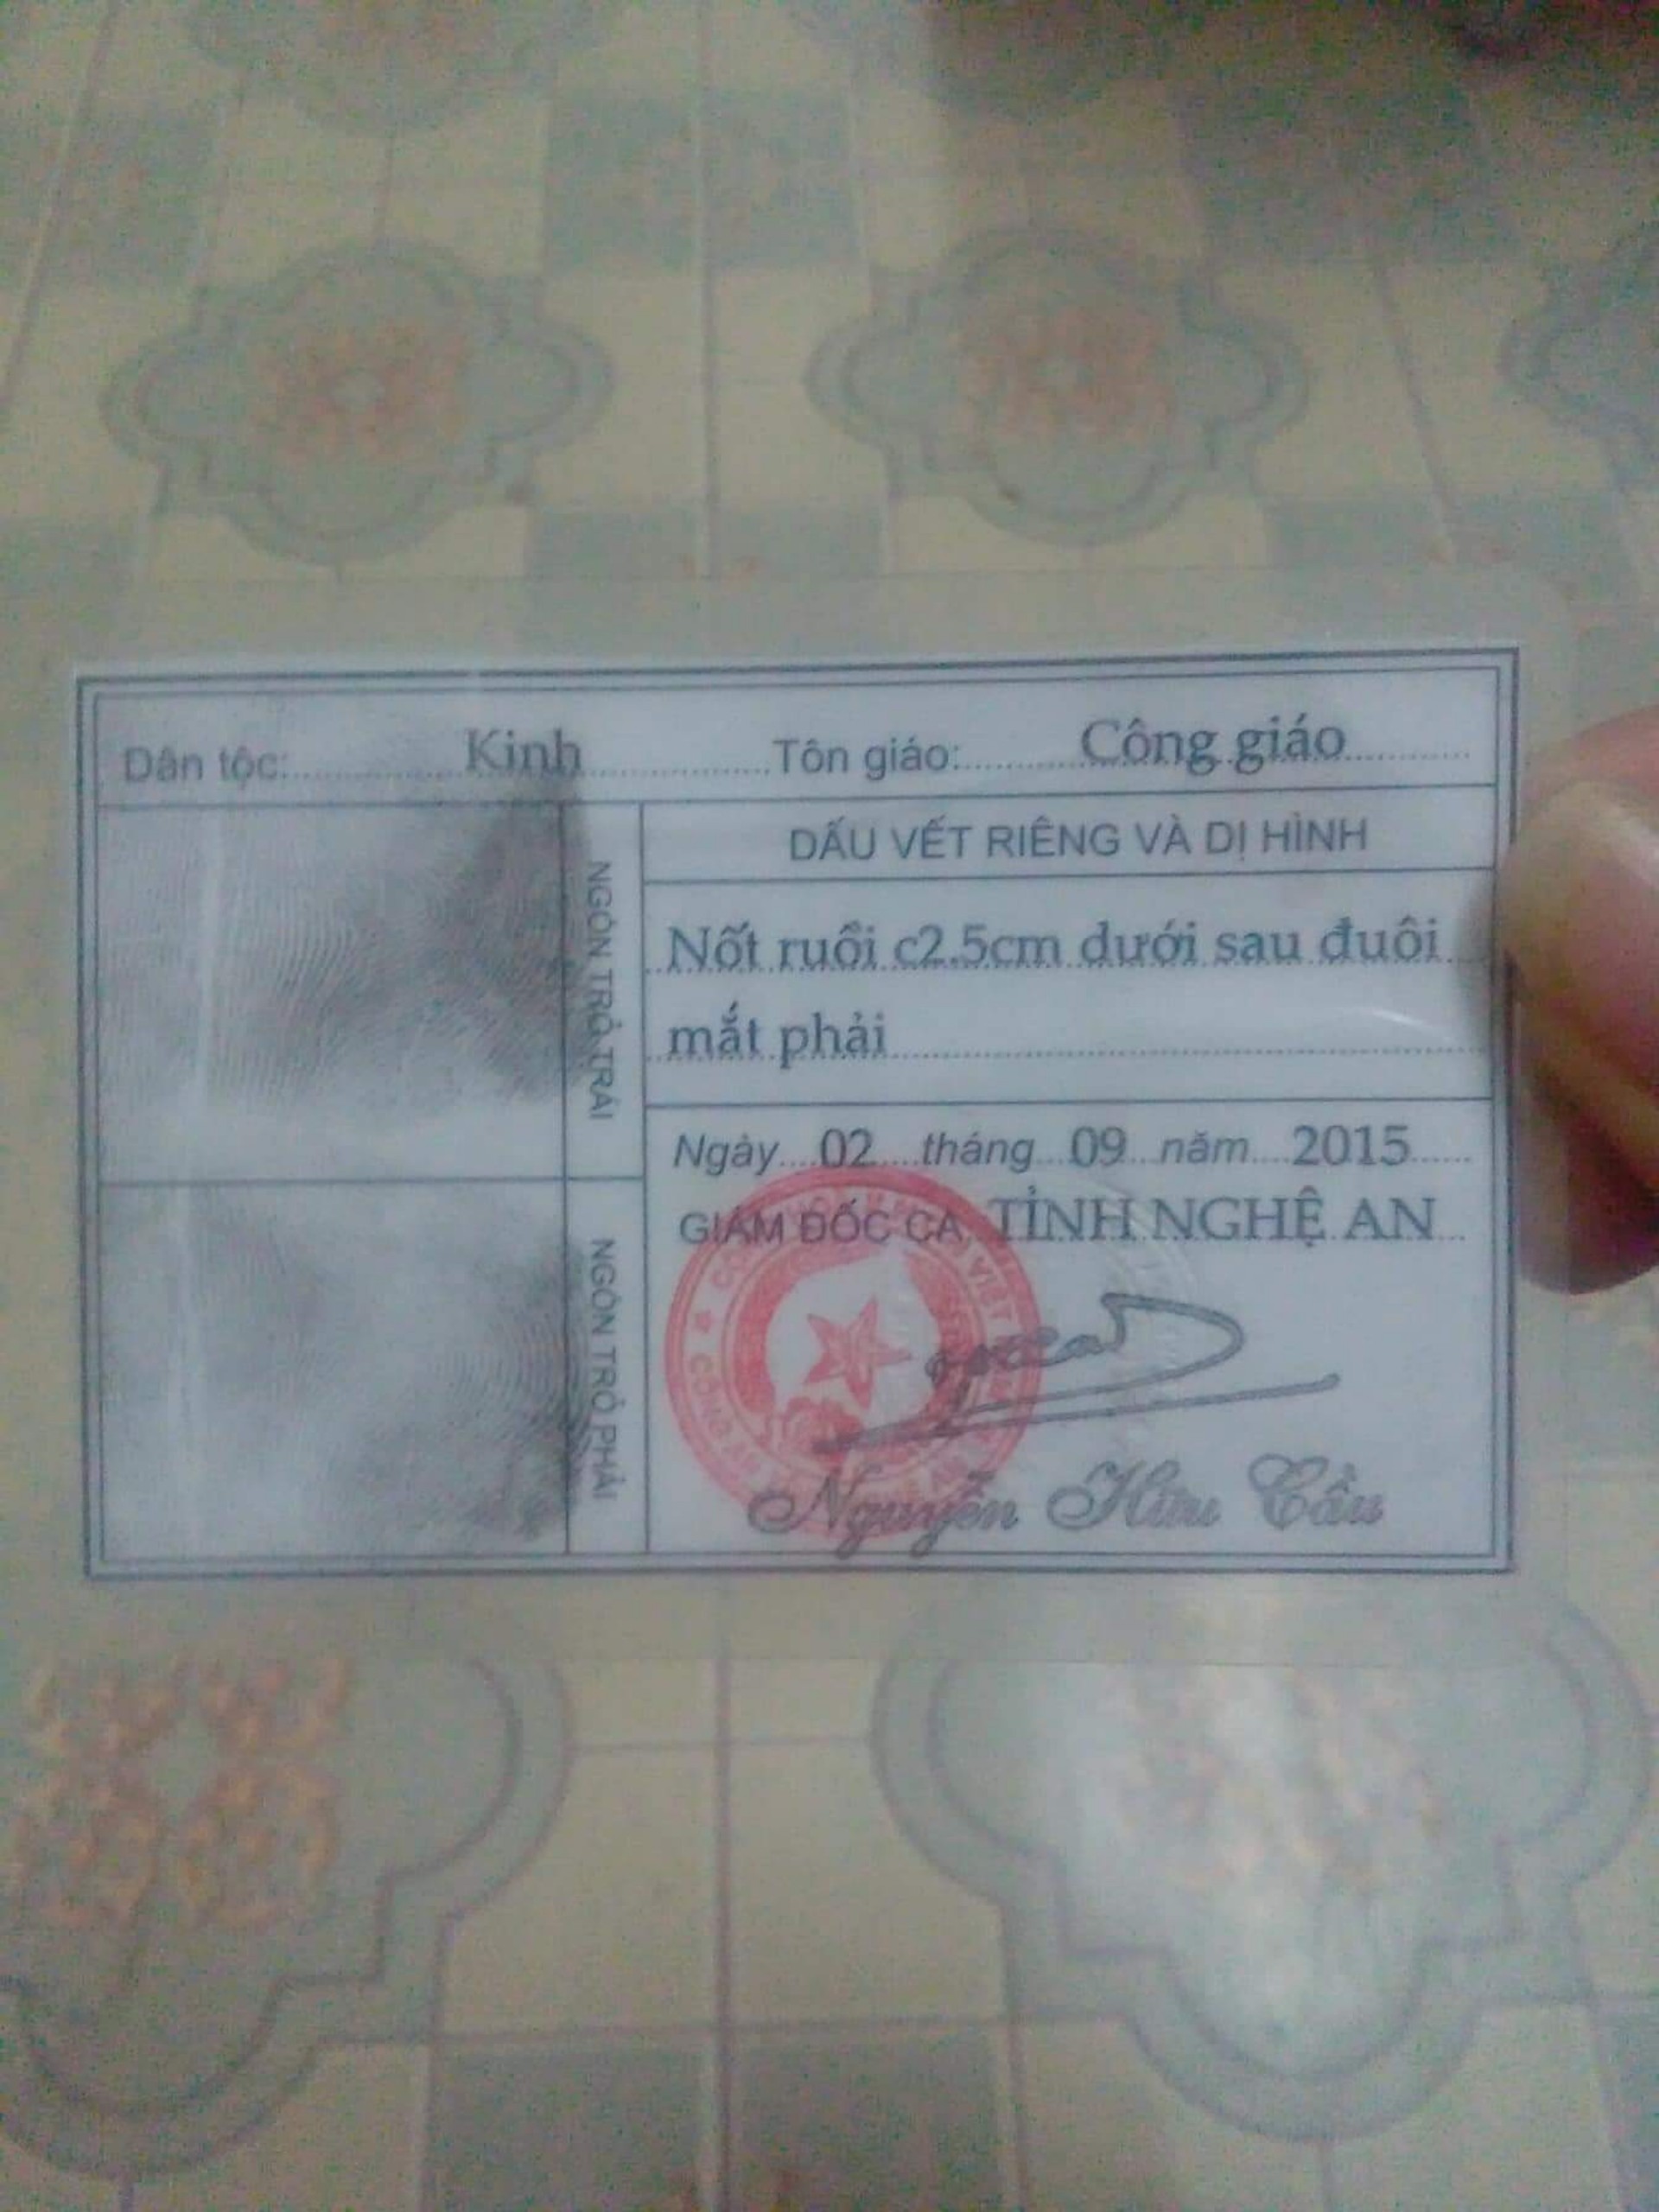 Dân tộc: Kinh Tôn giáo: Công giáo
NGÓN TRỎ TRÁI
NGÓN TRỎ PHẢI
DẤU VẾT RIÊNG VÀ DỊ HÌNH
Nốt ruồi c2.5cm dưới sau đuôi
mắt phải
Ngày 02 tháng 09 năm 2015
GIÁM ĐỐC CA TỈNH NGHỆ AN
Nguyễn Hữu Cầu